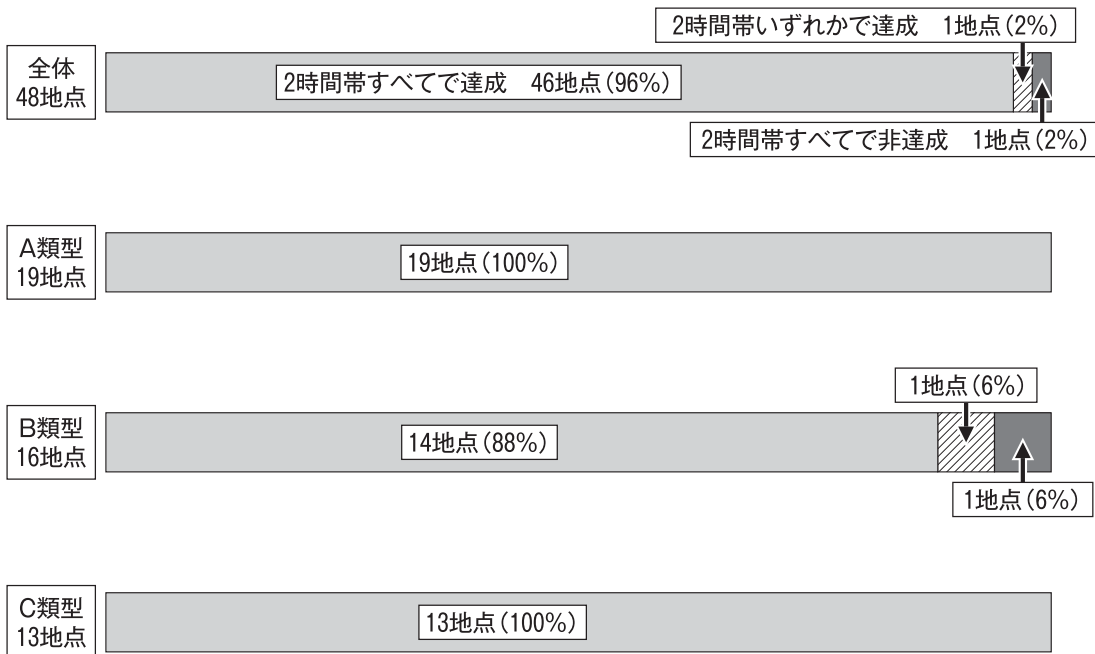 2時間帯いずれかで達成 1地点(2%)
全体
48地点
2時間帯すべてで達成 46地点(96%)
2時間帯すべてで非達成 1地点(2%)
A類型
19地点
19地点(100%)
1地点(6%)
B類型
16地点
14地点(88%)
1地点(6%)
C類型
13地点
13地点(100%)